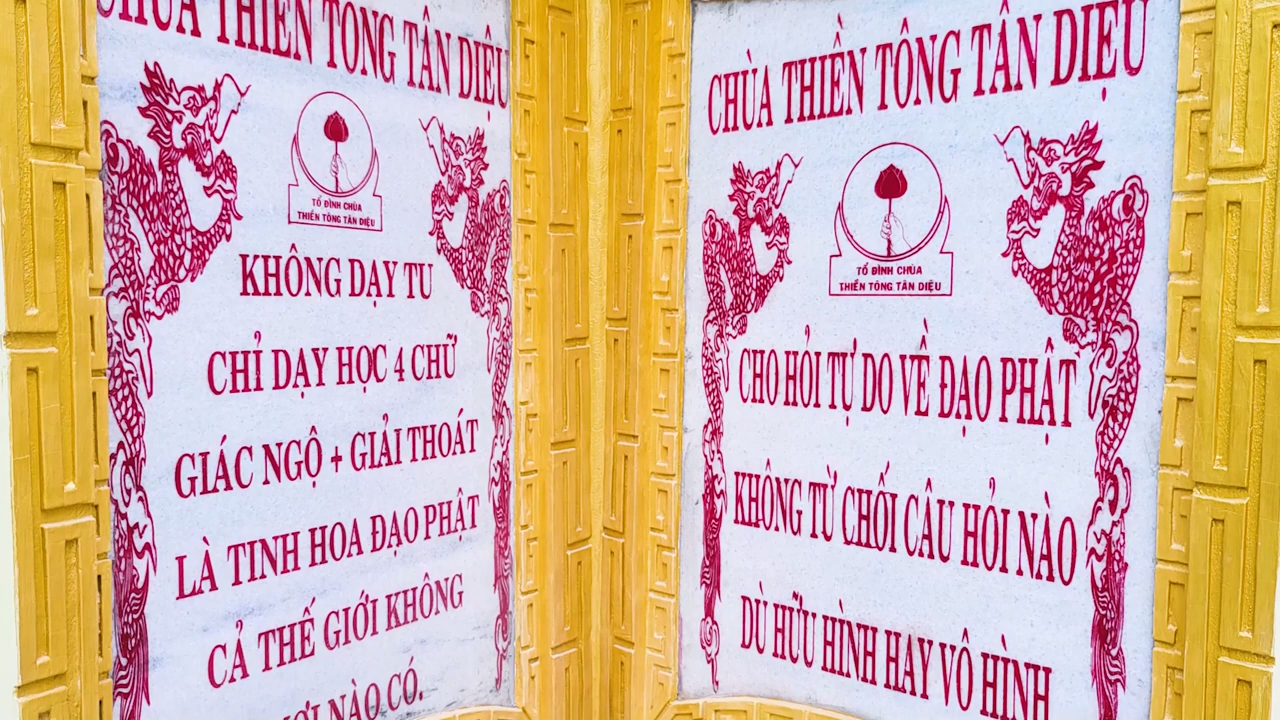 CHÙA THIỀN TÔNG TÂN DIỆU
TỔ ĐÌNH CHÙA
THIỀN TÔNG TÂN DIỆU
KHÔNG DẠY TU
CHỈ DẠY HỌC 4 CHỮ
GIÁC NGỘ + GIẢI THOÁT
LÀ TINH HOA ĐẠO PHẬT
CẢ THẾ GIỚI KHÔNG
NƠI NÀO CÓ.
CHÙA THIỀN TÔNG TÂN DIỆU
TỔ ĐÌNH CHÙA
THIỀN TÔNG TÂN DIỆU
CHO HỎI TỰ DO VỀ ĐẠO PHẬT
KHÔNG TỪ CHỐI CÂU HỎI NÀO
DÙ HỮU HÌNH HAY VÔ HÌNH